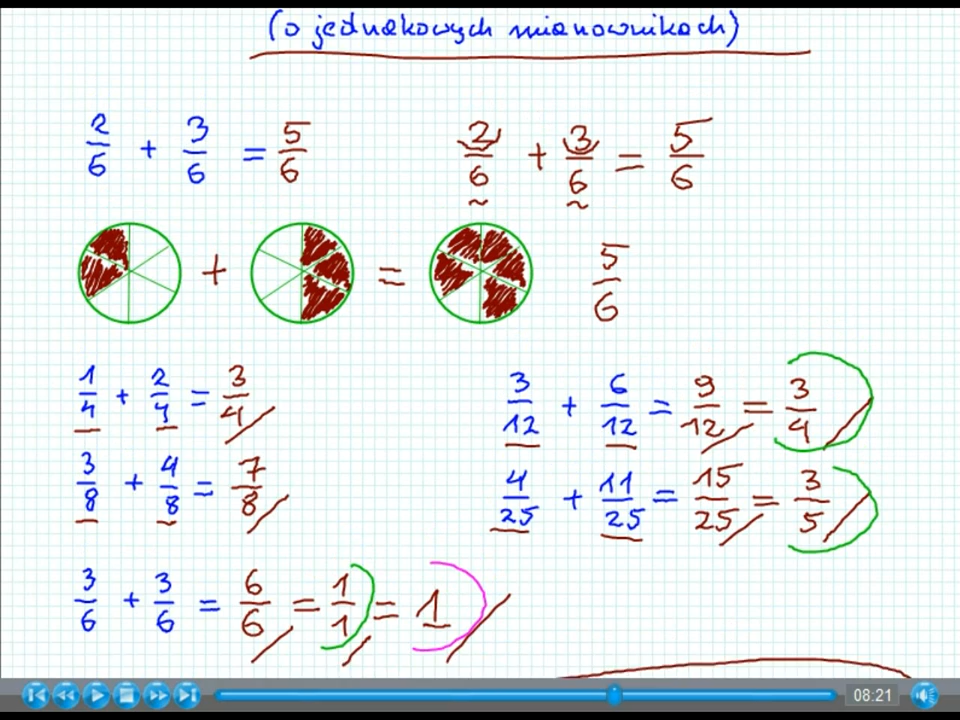 (o jednakowych mianownikach)
2/6 + 3/6 = 5/6
2/6 + 3/6 = 5/6
+ = 5/6
1/4 + 2/4 = 3/4
3/12 + 6/12 = 9/12 = 3/4
3/8 + 4/8 = 7/8
4/25 + 11/25 = 15/25 = 3/5
3/6 + 3/6 = 6/6 = 1/1 = 1
08:21